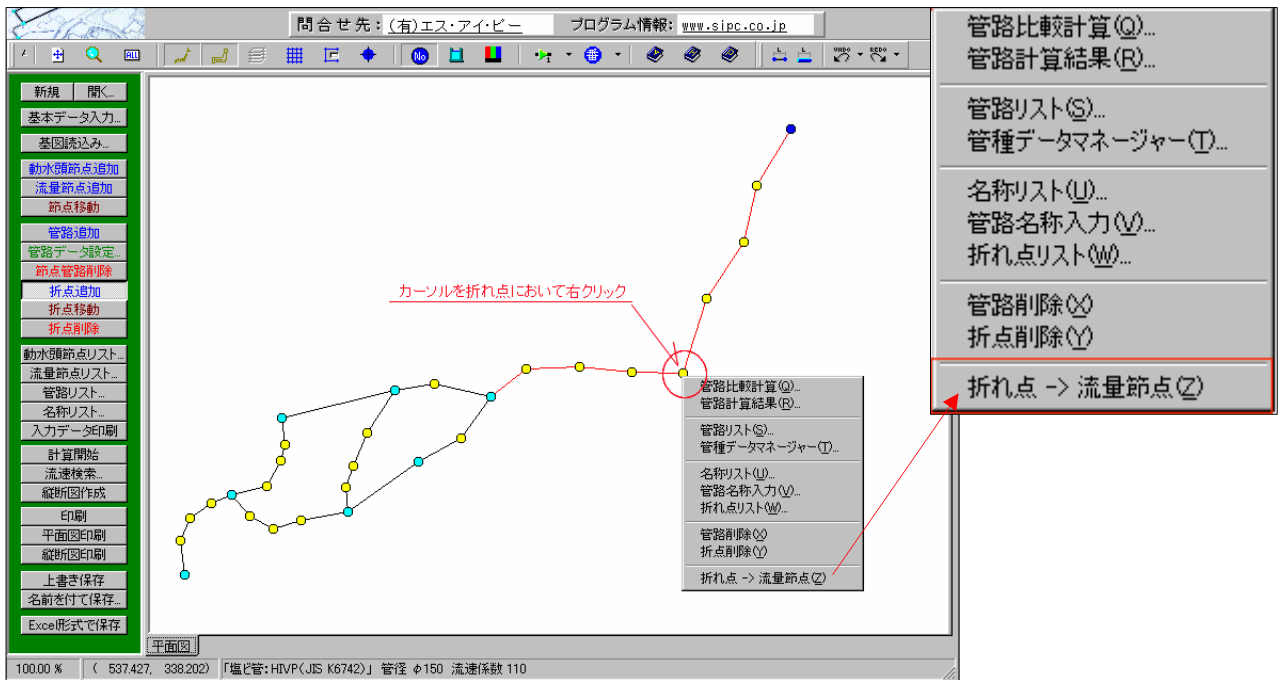 問合せ先：(有)エス・アイ・ピー　プログラム情報： www.sipc.co.jp
ALL
No
UNDO
REDO
新規
開く...
基本データ入力...
基図読込み...
動水頭節点追加
流量節点追加
節点移動
管路追加
管路データ設定...
節点管路削除
折点追加
折点移動
折点削除
動水頭節点リスト...
流量節点リスト...
管路リスト...
名称リスト...
入力データ印刷
計算開始
流速検索...
縦断図作成
印刷
平面図印刷
縦断図印刷
上書き保存
名前を付て保存...
Excel形式で保存
カーソルを折れ点において右クリック
管路比較計算(Q)...
管路計算結果(R)...
管路リスト(S)...
管種データマネージャー(T)...
名称リスト(U)...
管路名称入力(V)...
折れ点リスト(W)...
管路削除(X)
折点削除(Y)
折れ点 -> 流量節点(Z)
管路比較計算(Q)...
管路計算結果(R)...
管路リスト(S)...
管種データマネージャー(T)...
名称リスト(U)...
管路名称入力(V)...
折れ点リスト(W)...
管路削除(X)
折点削除(Y)
折れ点 -> 流量節点(Z)
平面図
100.00 %
( 537.427, 338.202)
「塩ビ管：HIVP(JIS K6742)」 管径 φ150 流速係数 110